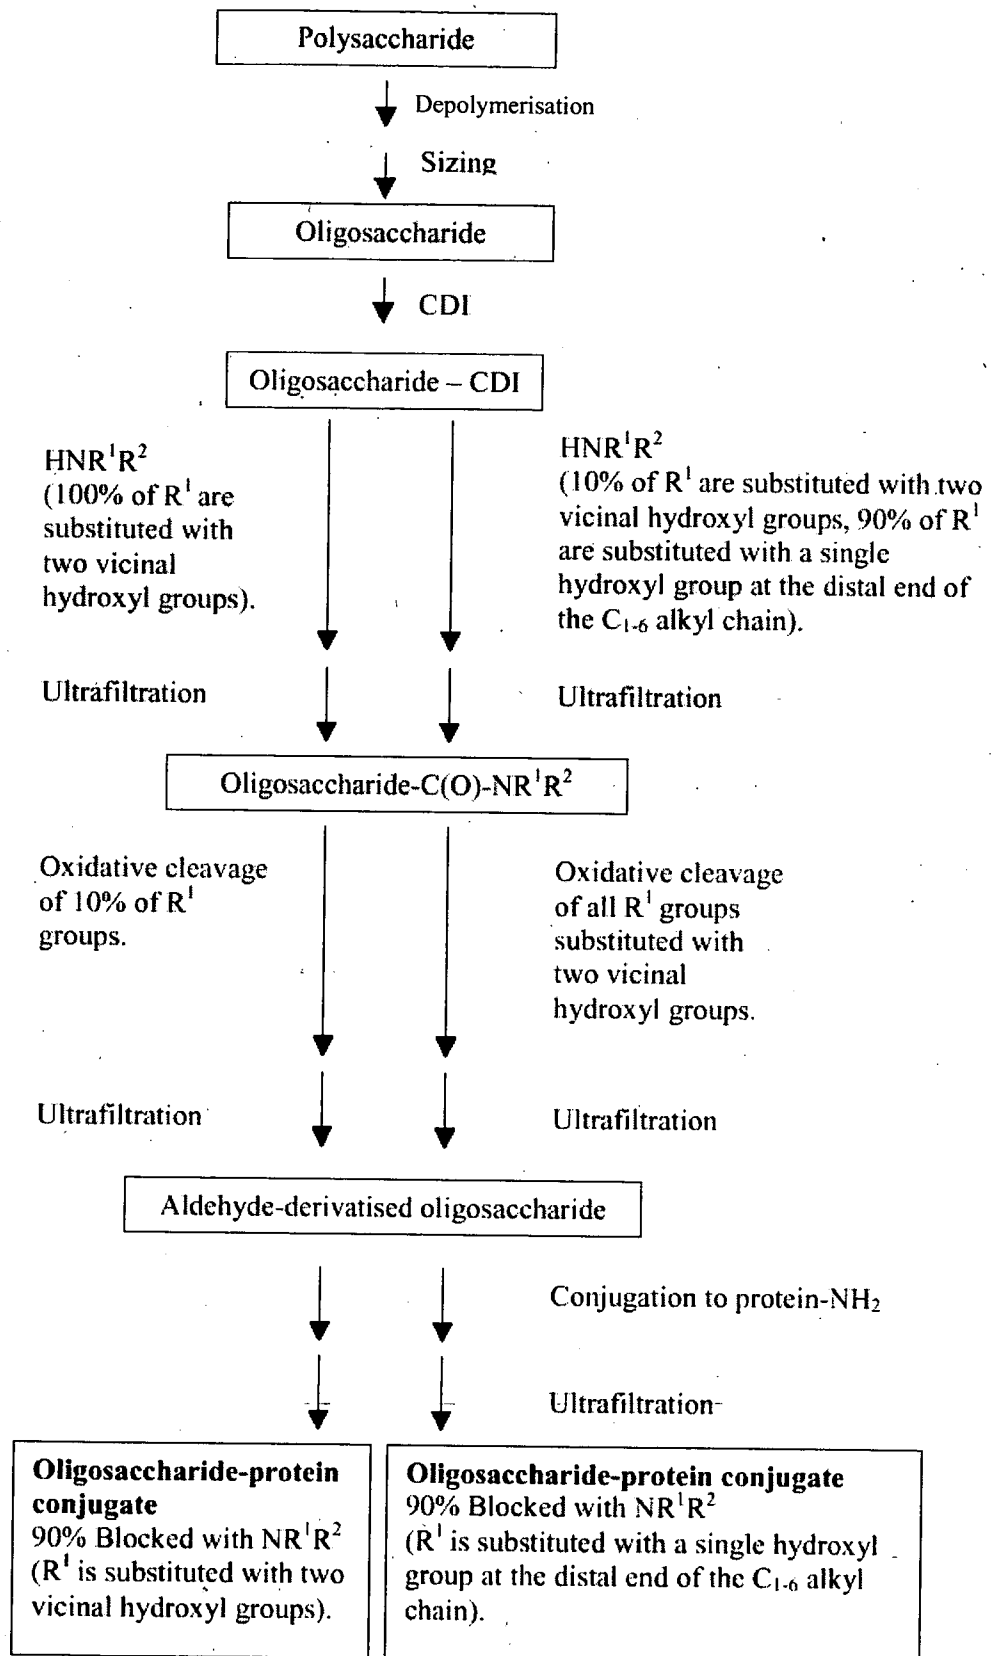 Polysaccharide
Depolymerisation
Sizing
Oligosaccharide
CDI
Oligosaccharide – CDI
HNR¹R²
(100% of R¹ are
substituted with
two vicinal
hydroxyl groups).
HNR¹R²
(10% of R¹ are substituted with two
vicinal hydroxyl groups, 90% of R¹
are substituted with a single
hydroxyl group at the distal end of
the C₁₋₆ alkyl chain).
Ultrafiltration
Ultrafiltration
Oligosaccharide-C(O)-NR¹R²
Oxidative cleavage
of 10% of R¹
groups.
Oxidative cleavage
of all R¹ groups
substituted with
two vicinal
hydroxyl groups.
Ultrafiltration
Ultrafiltration
Aldehyde-derivatised oligosaccharide
Conjugation to protein-NH₂
Ultrafiltration
Oligosaccharide-protein
conjugate
90% Blocked with NR¹R²
(R¹ is substituted with two
vicinal hydroxyl groups).
Oligosaccharide-protein conjugate
90% Blocked with NR¹R²
(R¹ is substituted with a single hydroxyl
group at the distal end of the C₁₋₆ alkyl
chain).